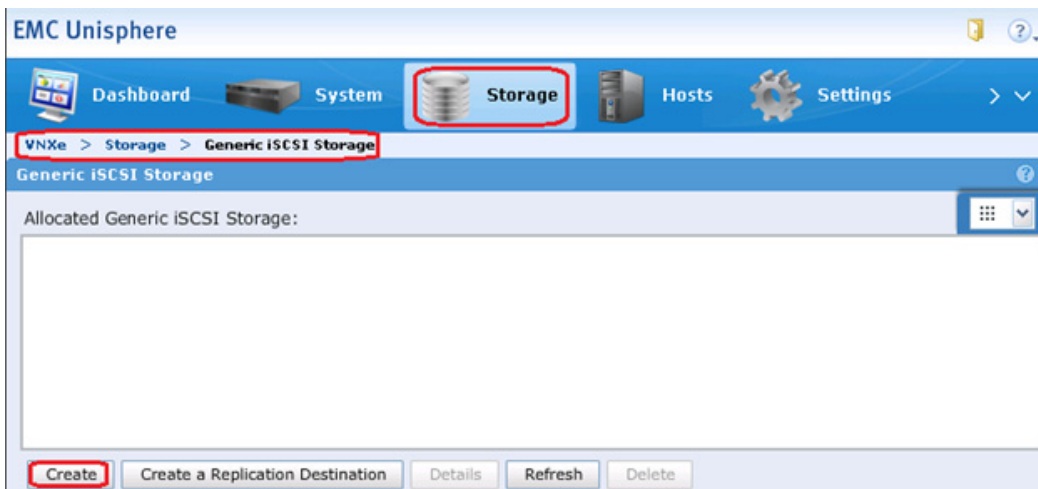 EMC Unisphere
?
Dashboard System Storage Hosts Settings
VNXe > Storage > Generic iSCSI Storage
Generic iSCSI Storage ?
Allocated Generic iSCSI Storage:
Create Create a Replication Destination Details Refresh Delete